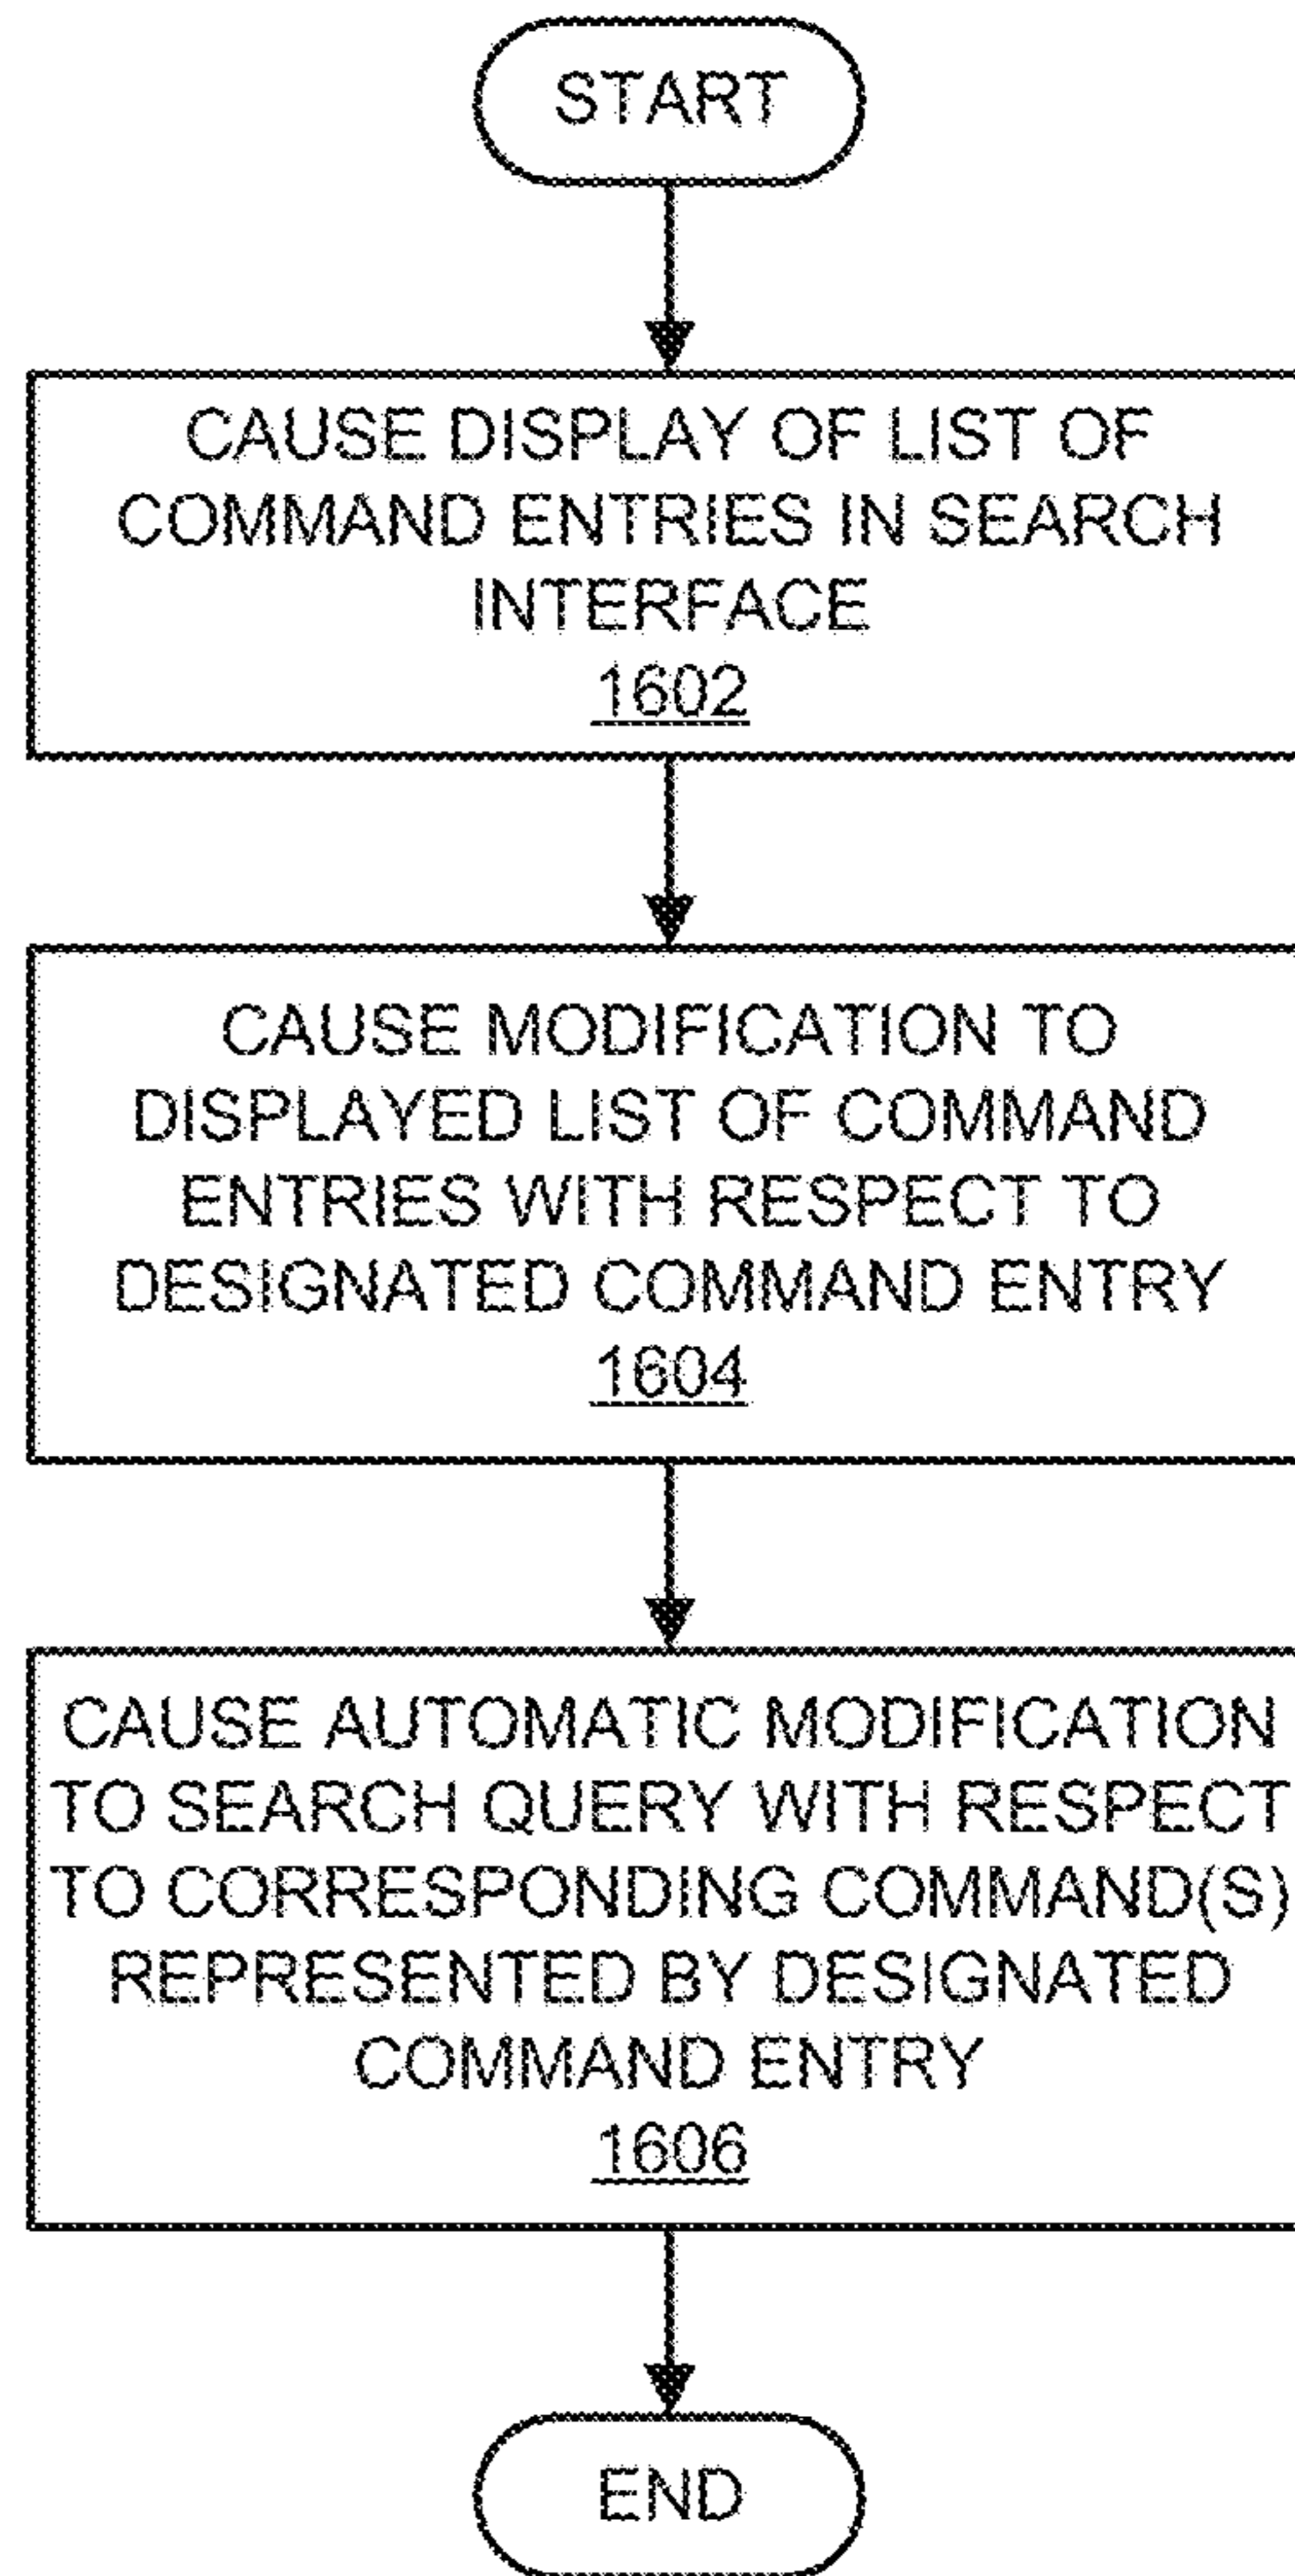 START
CAUSE DISPLAY OF LIST OF
COMMAND ENTRIES IN SEARCH
INTERFACE
1602
CAUSE MODIFICATION TO
DISPLAYED LIST OF COMMAND
ENTRIES WITH RESPECT TO
DESIGNATED COMMAND ENTRY
1604
CAUSE AUTOMATIC MODIFICATION
TO SEARCH QUERY WITH RESPECT
TO CORRESPONDING COMMAND(S)
REPRESENTED BY DESIGNATED
COMMAND ENTRY
1606
END